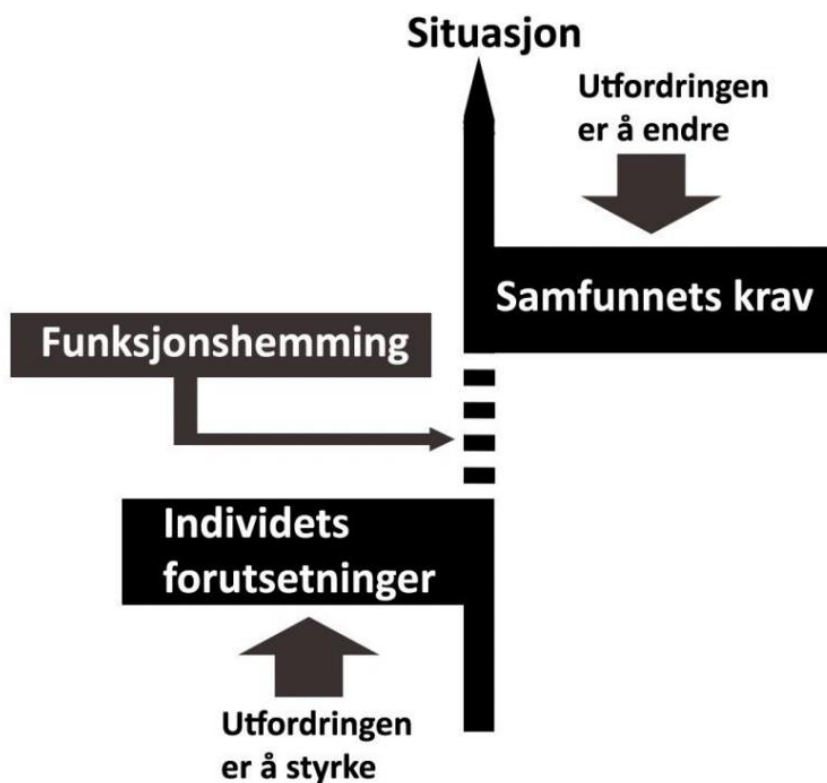 Situasjon
Utfordringen
er å endre
Samfunnets krav
Funksjonshemming
Individets
forutsetninger
Utfordringen
er å styrke